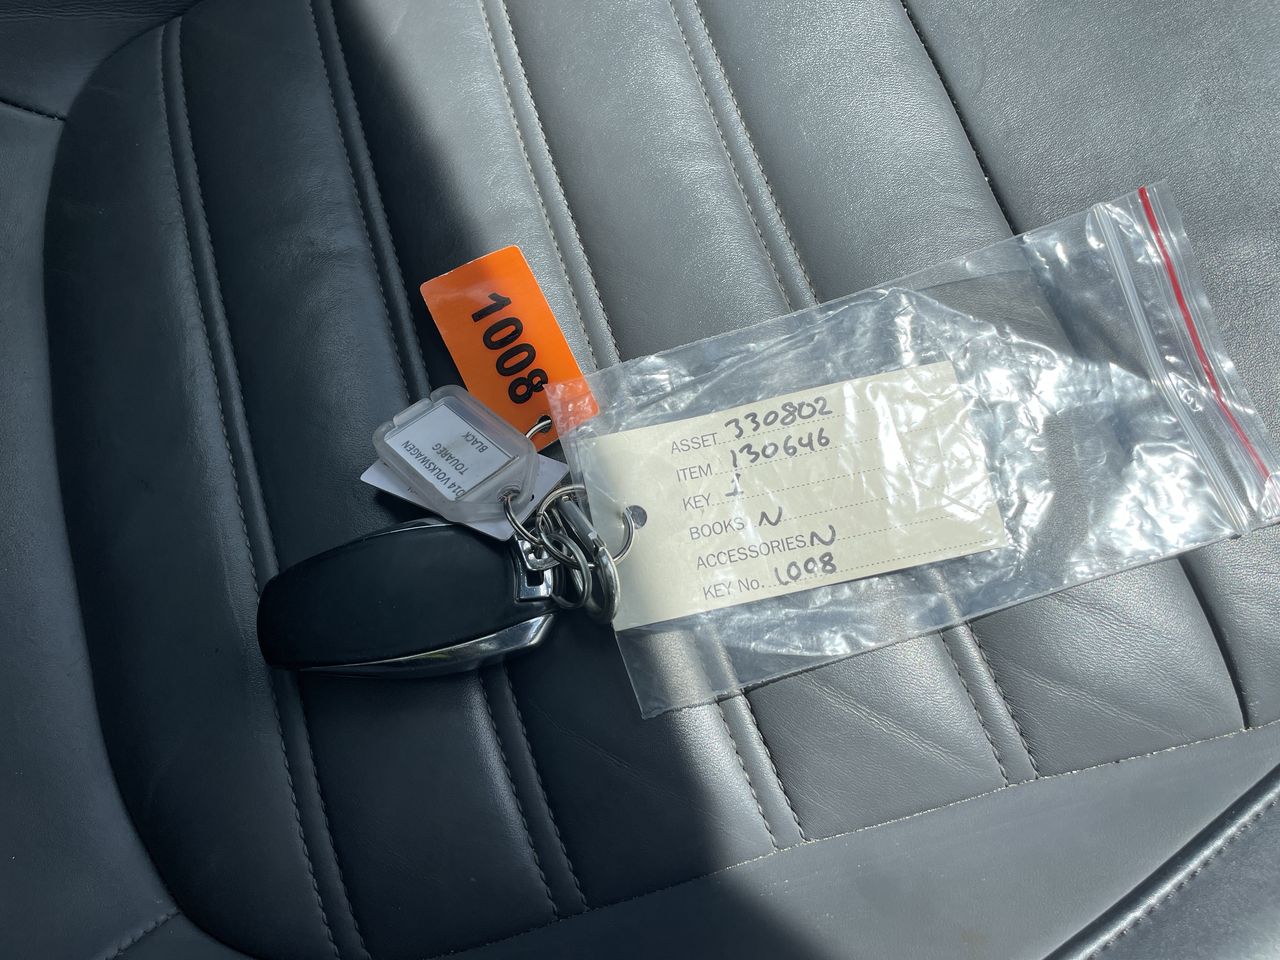 1008
014 VOLKSWAGEN
TOUAREG
BLACK
ASSET 330802
ITEM 130646
KEY 1
BOOKS N
ACCESSORIES N
KEY No. 1008